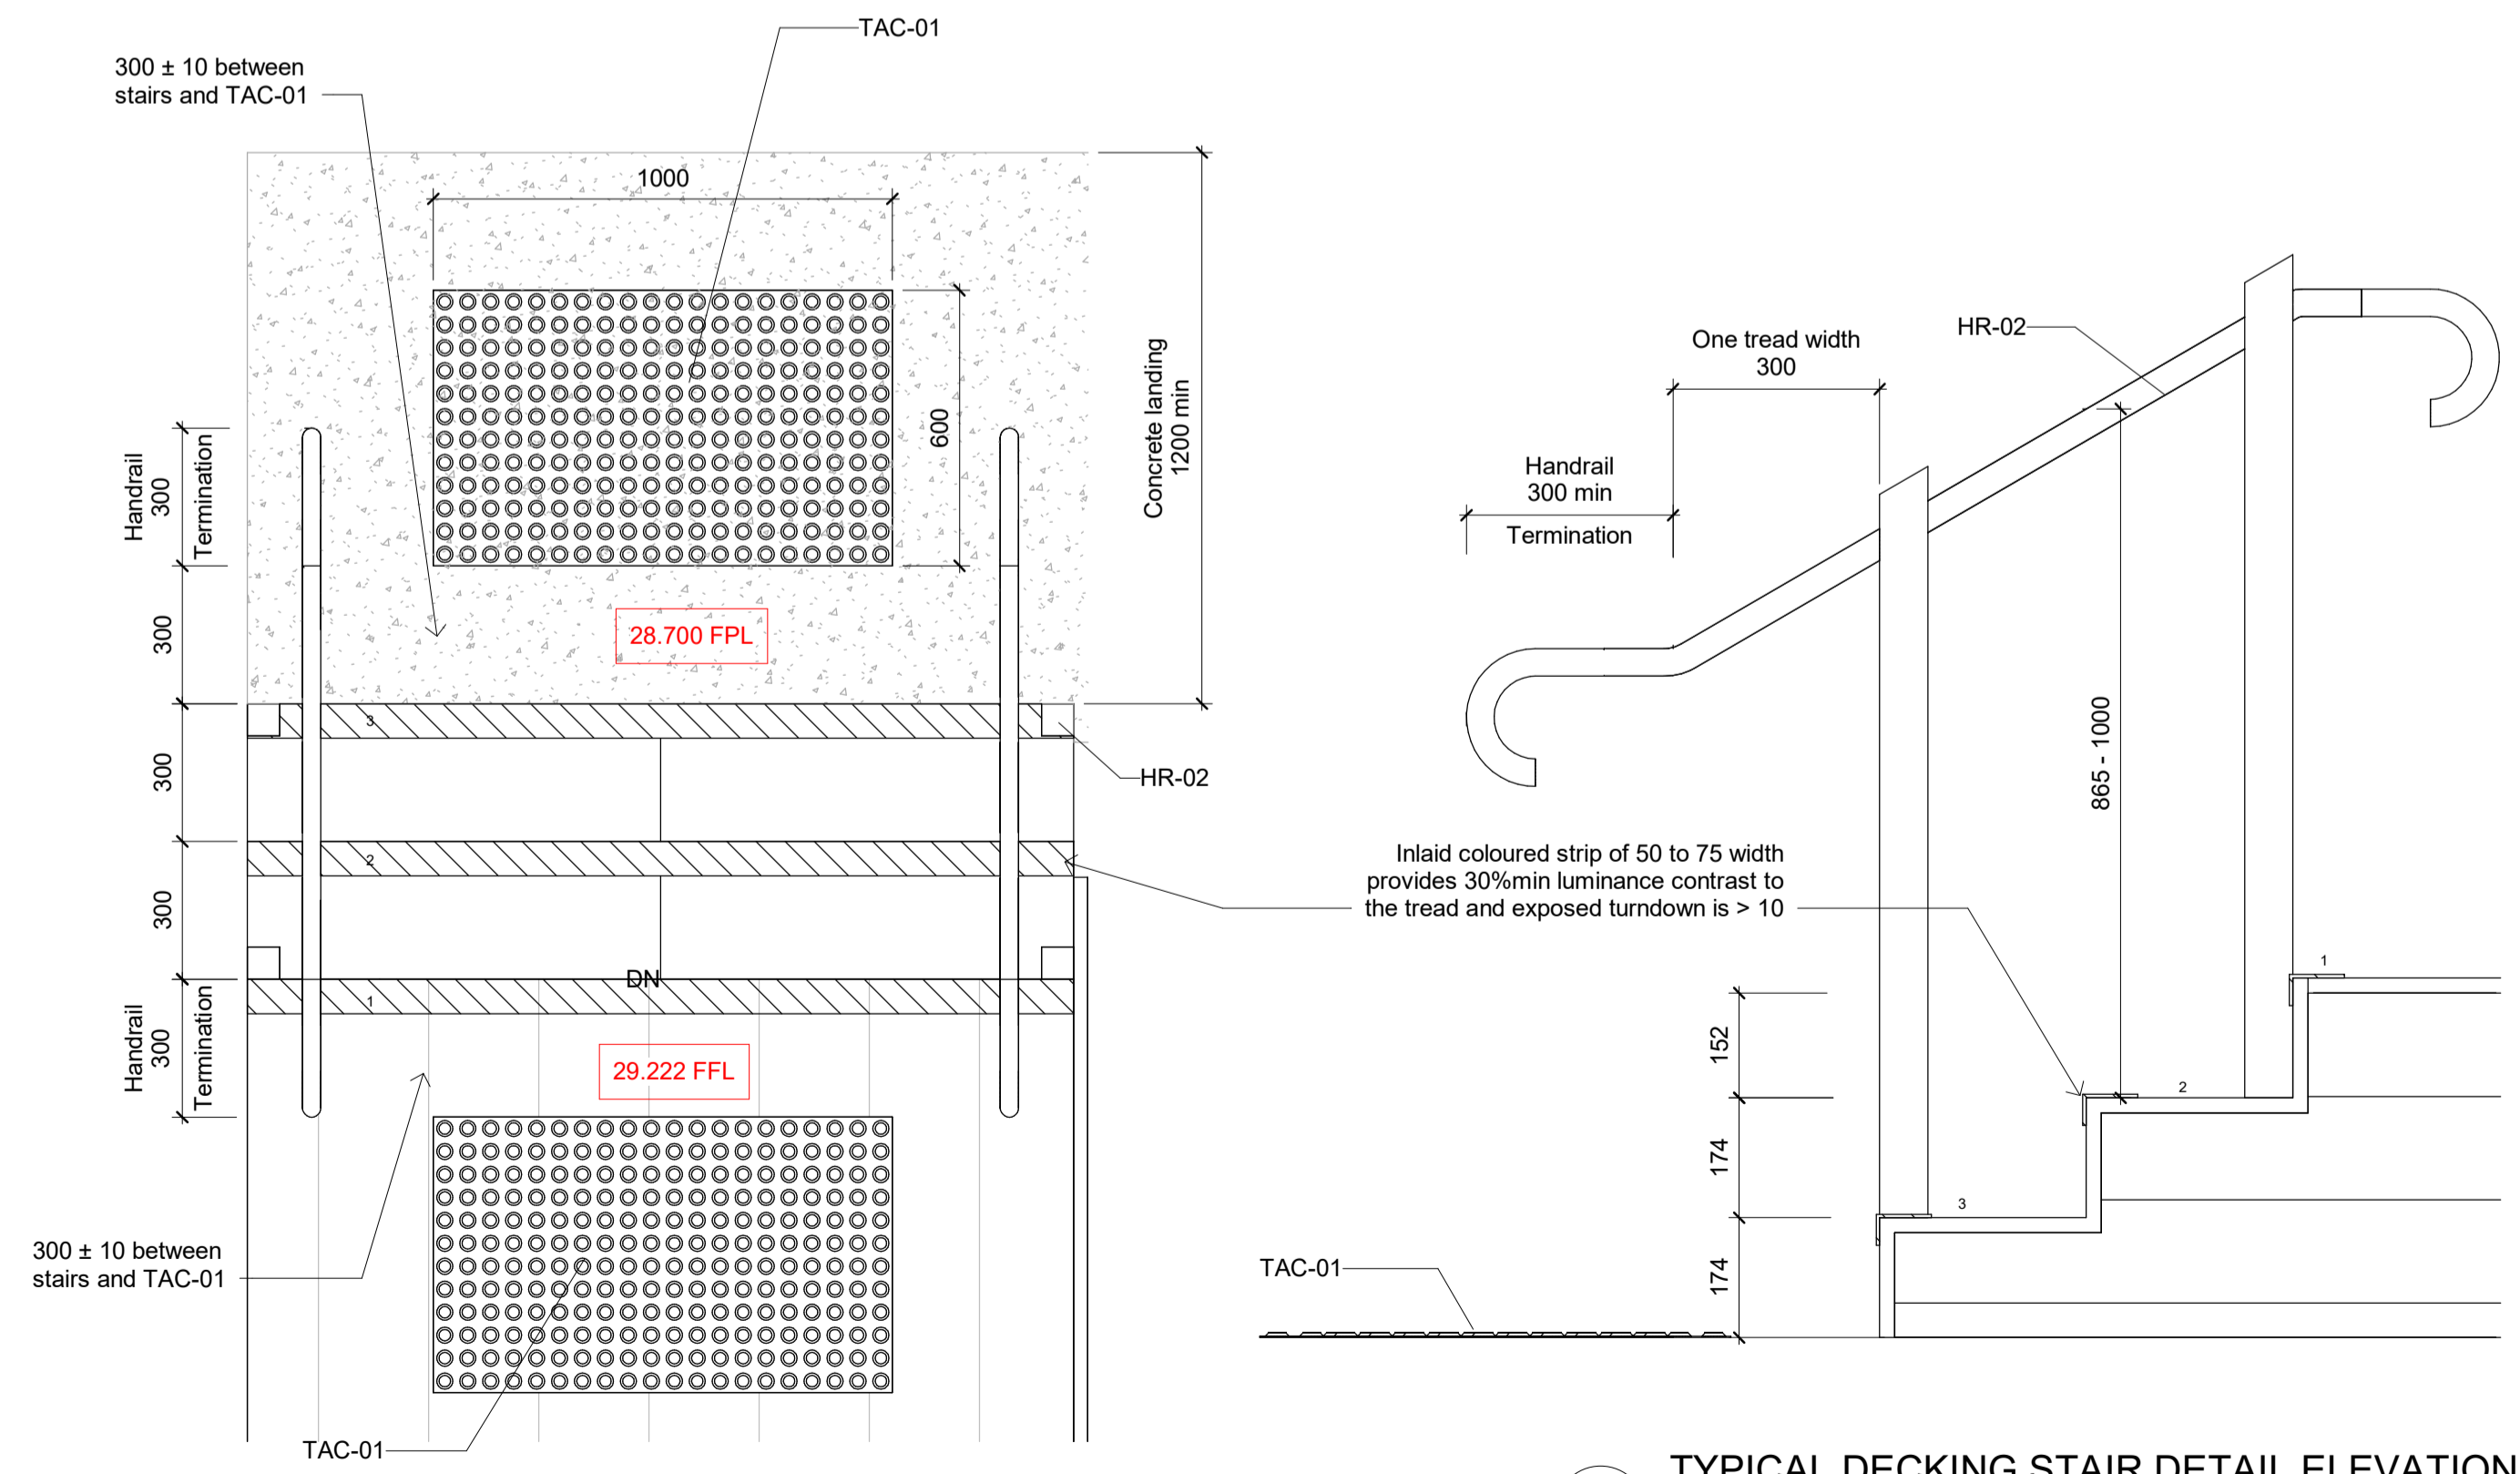 TAC-01
300 ± 10 between
stairs and TAC-01
1000
600
Concrete landing
1200 min
Handrail
300
Termination
300
28.700 FPL
3
300
HR-02
2
300
DN
1
Handrail
300
Termination
29.222 FFL
300 ± 10 between
stairs and TAC-01
TAC-01
HR-02
One tread width
300
Handrail
300 min
Termination
865 - 1000
Inlaid coloured strip of 50 to 75 width
provides 30%min luminance contrast to
the tread and exposed turndown is > 10
1
152
2
174
3
174
TAC-01
TYPICAL DECKING STAIR DETAIL ELEVATION